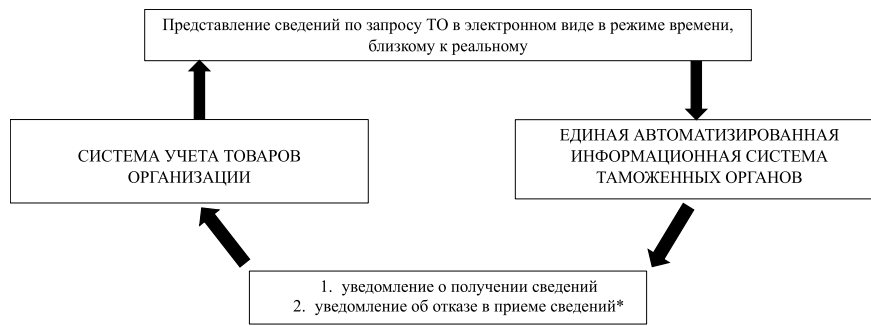 Представление сведений по запросу ТО в электронном виде в режиме времени,
близкому к реальному
СИСТЕМА УЧЕТА ТОВАРОВ
ОРГАНИЗАЦИИ
ЕДИНАЯ АВТОМАТИЗИРОВАННАЯ
ИНФОРМАЦИОННАЯ СИСТЕМА
ТАМОЖЕННЫХ ОРГАНОВ
1. уведомление о получении сведений
2. уведомление об отказе в приеме сведений*